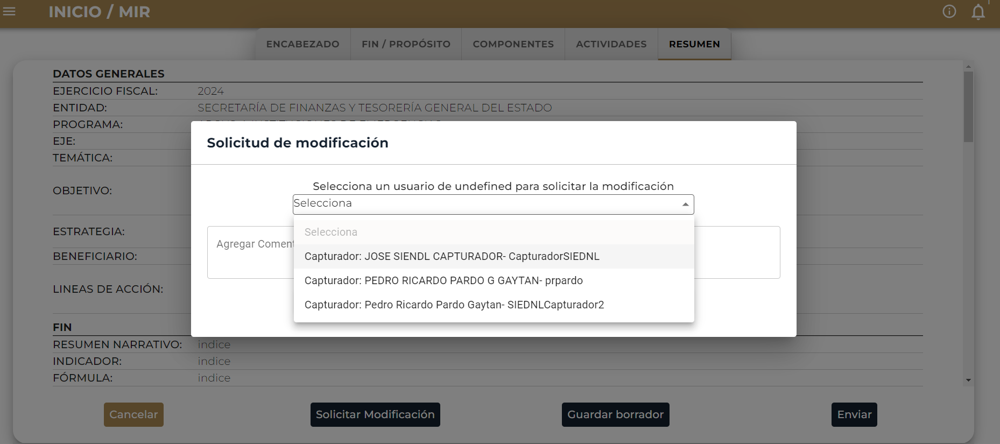 INICIO / MIR
1
ENCABEZADO
FIN / PROPÓSITO
COMPONENTES
ACTIVIDADES
RESUMEN
DATOS GENERALES
EJERCICIO FISCAL: 2024
ENTIDAD: SECRETARÍA DE FINANZAS Y TESORERÍA GENERAL DEL ESTADO
PROGRAMA:
EJE:
TEMÁTICA:
OBJETIVO:
ESTRATEGIA:
BENEFICIARIO:
LINEAS DE ACCIÓN:
FIN
RESUMEN NARRATIVO: indice
INDICADOR: indice
FÓRMULA: indice
Solicitud de modificación
Selecciona un usuario de undefined para solicitar la modificación
Selecciona
Agregar Coment
Selecciona
Capturador: JOSE SIENDL CAPTURADOR- CapturadorSIEDNL
Capturador: PEDRO RICARDO PARDO G GAYTAN- prpardo
Capturador: Pedro Ricardo Pardo Gaytan- SIEDNLCapturador2
Cancelar
Solicitar Modificación
Guardar borrador
Enviar